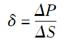 δ = ΔP / ΔS